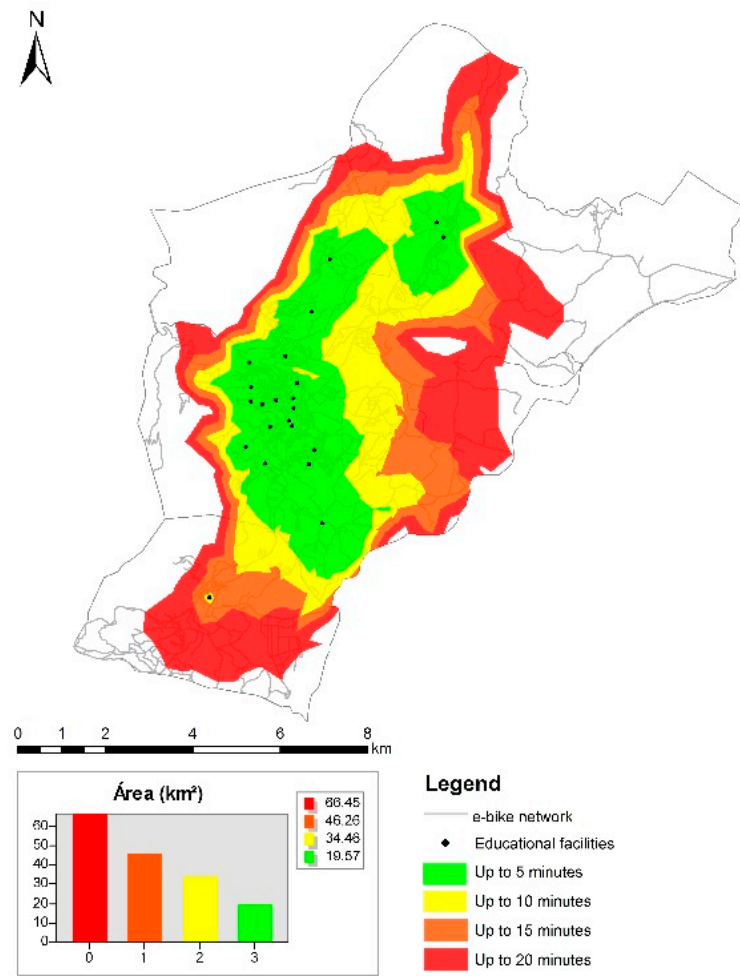 N
0 1 2 4 6 8
km
Área (km²)
66.45
46.26
34.46
19.57
60
50
40
30
20
10
0
0 1 2 3
Legend
e-bike network
Educational facilities
Up to 5 minutes
Up to 10 minutes
Up to 15 minutes
Up to 20 minutes